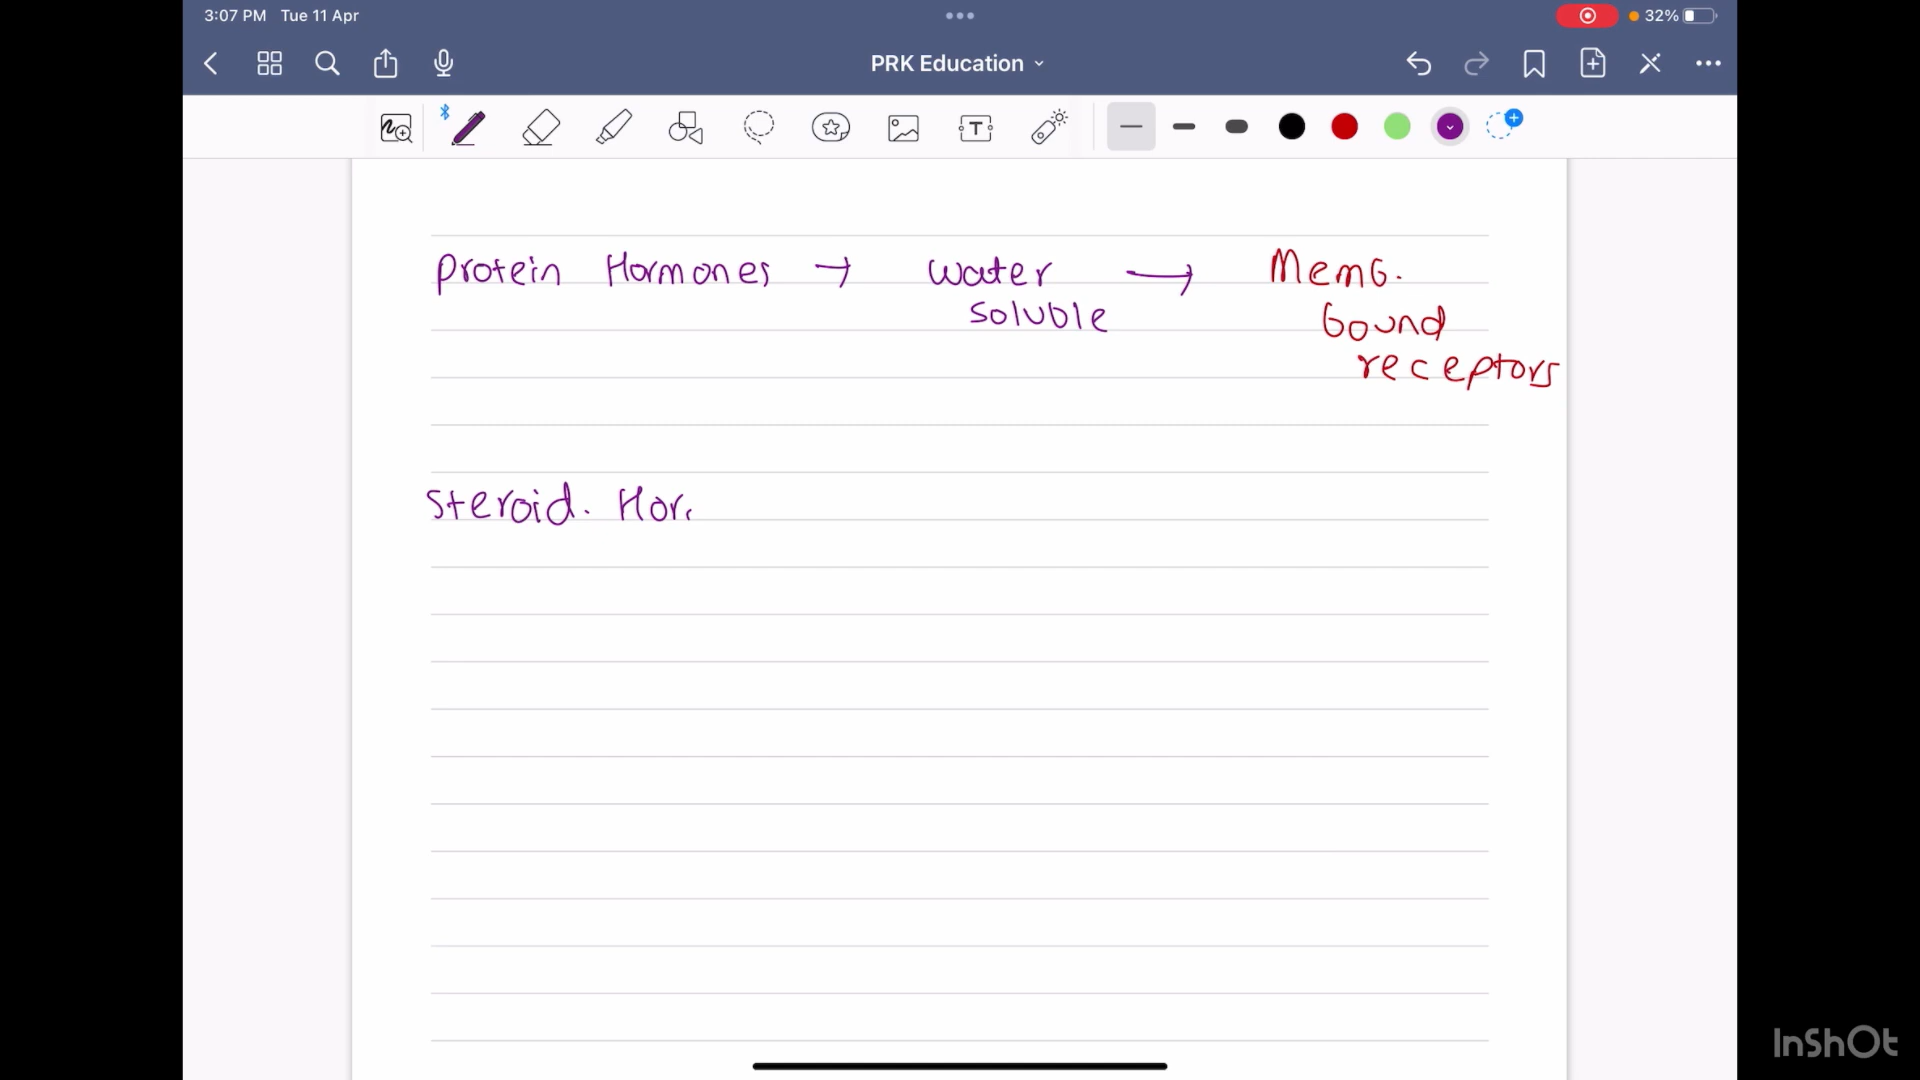 3:07 PM Tue 11 Apr
32%
PRK Education
T
Protein Hormones → water → Memb.
soluble
bound
receptors
Steroid. Hor
InShOt